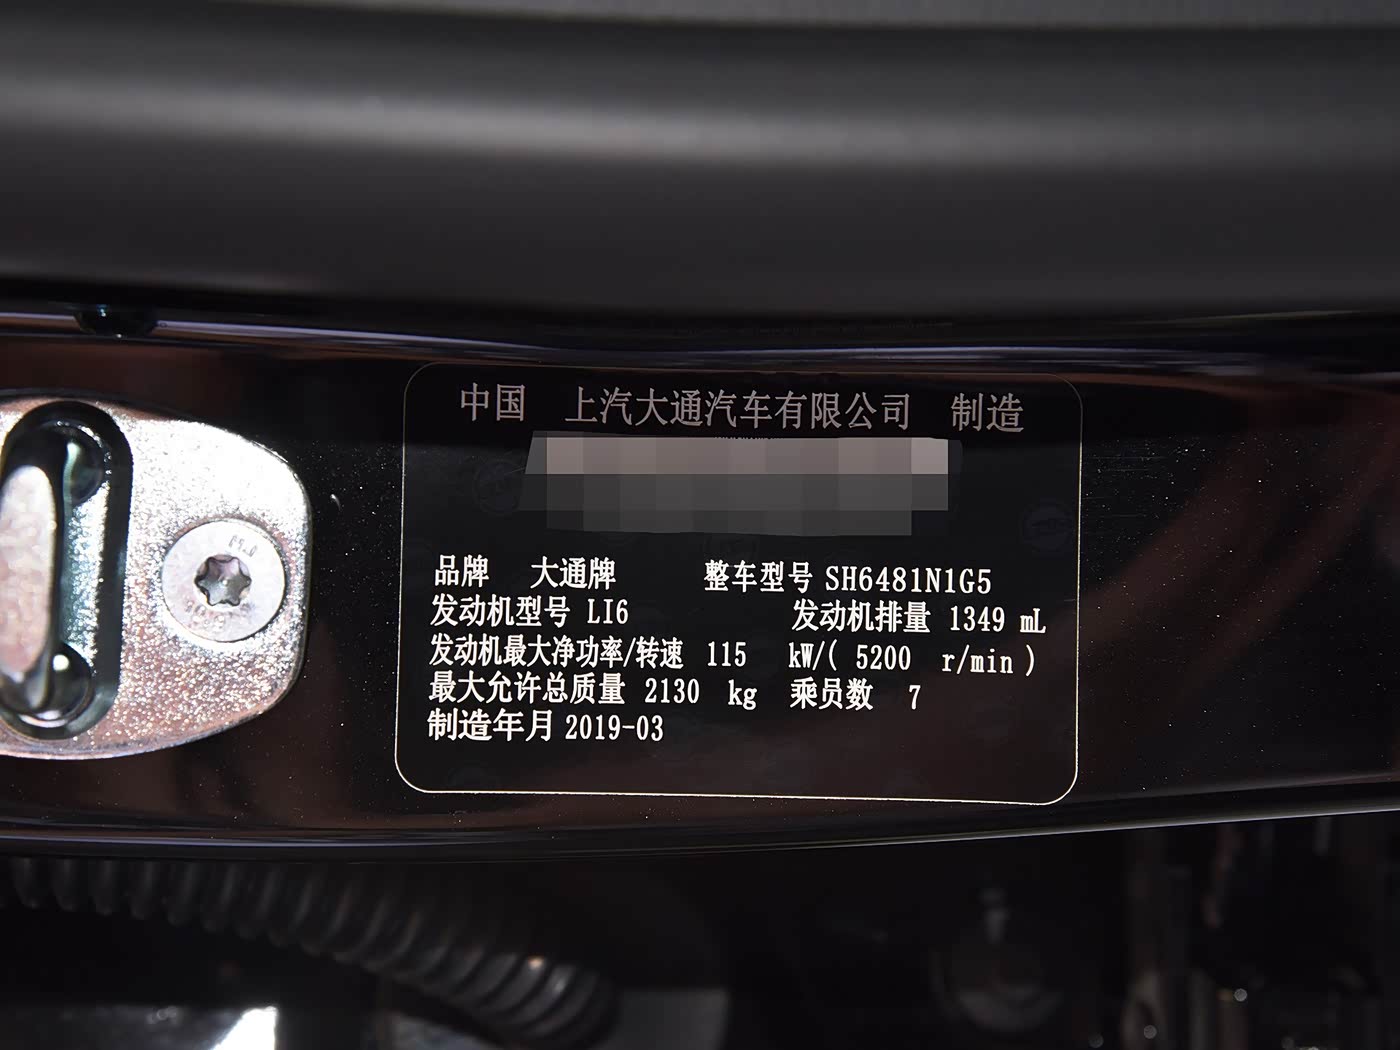 中国 上汽大通汽车有限公司 制造
品牌 大通牌 整车型号 SH6481N1G5
发动机型号 LI6 发动机排量 1349 mL
发动机最大净功率/转速 115 kW/( 5200 r/min )
最大允许总质量 2130 kg 乘员数 7
制造年月 2019-03